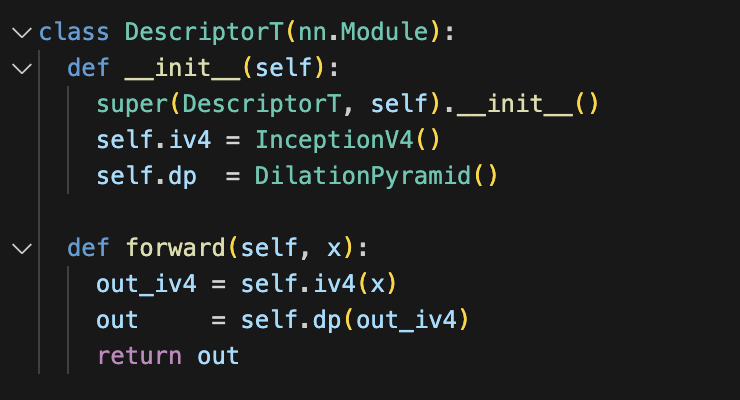 class DescriptorT(nn.Module):
def __init__(self):
super(DescriptorT, self).__init__()
self.iv4 = InceptionV4()
self.dp  = DilationPyramid()
def forward(self, x):
out_iv4 = self.iv4(x)
out     = self.dp(out_iv4)
return out